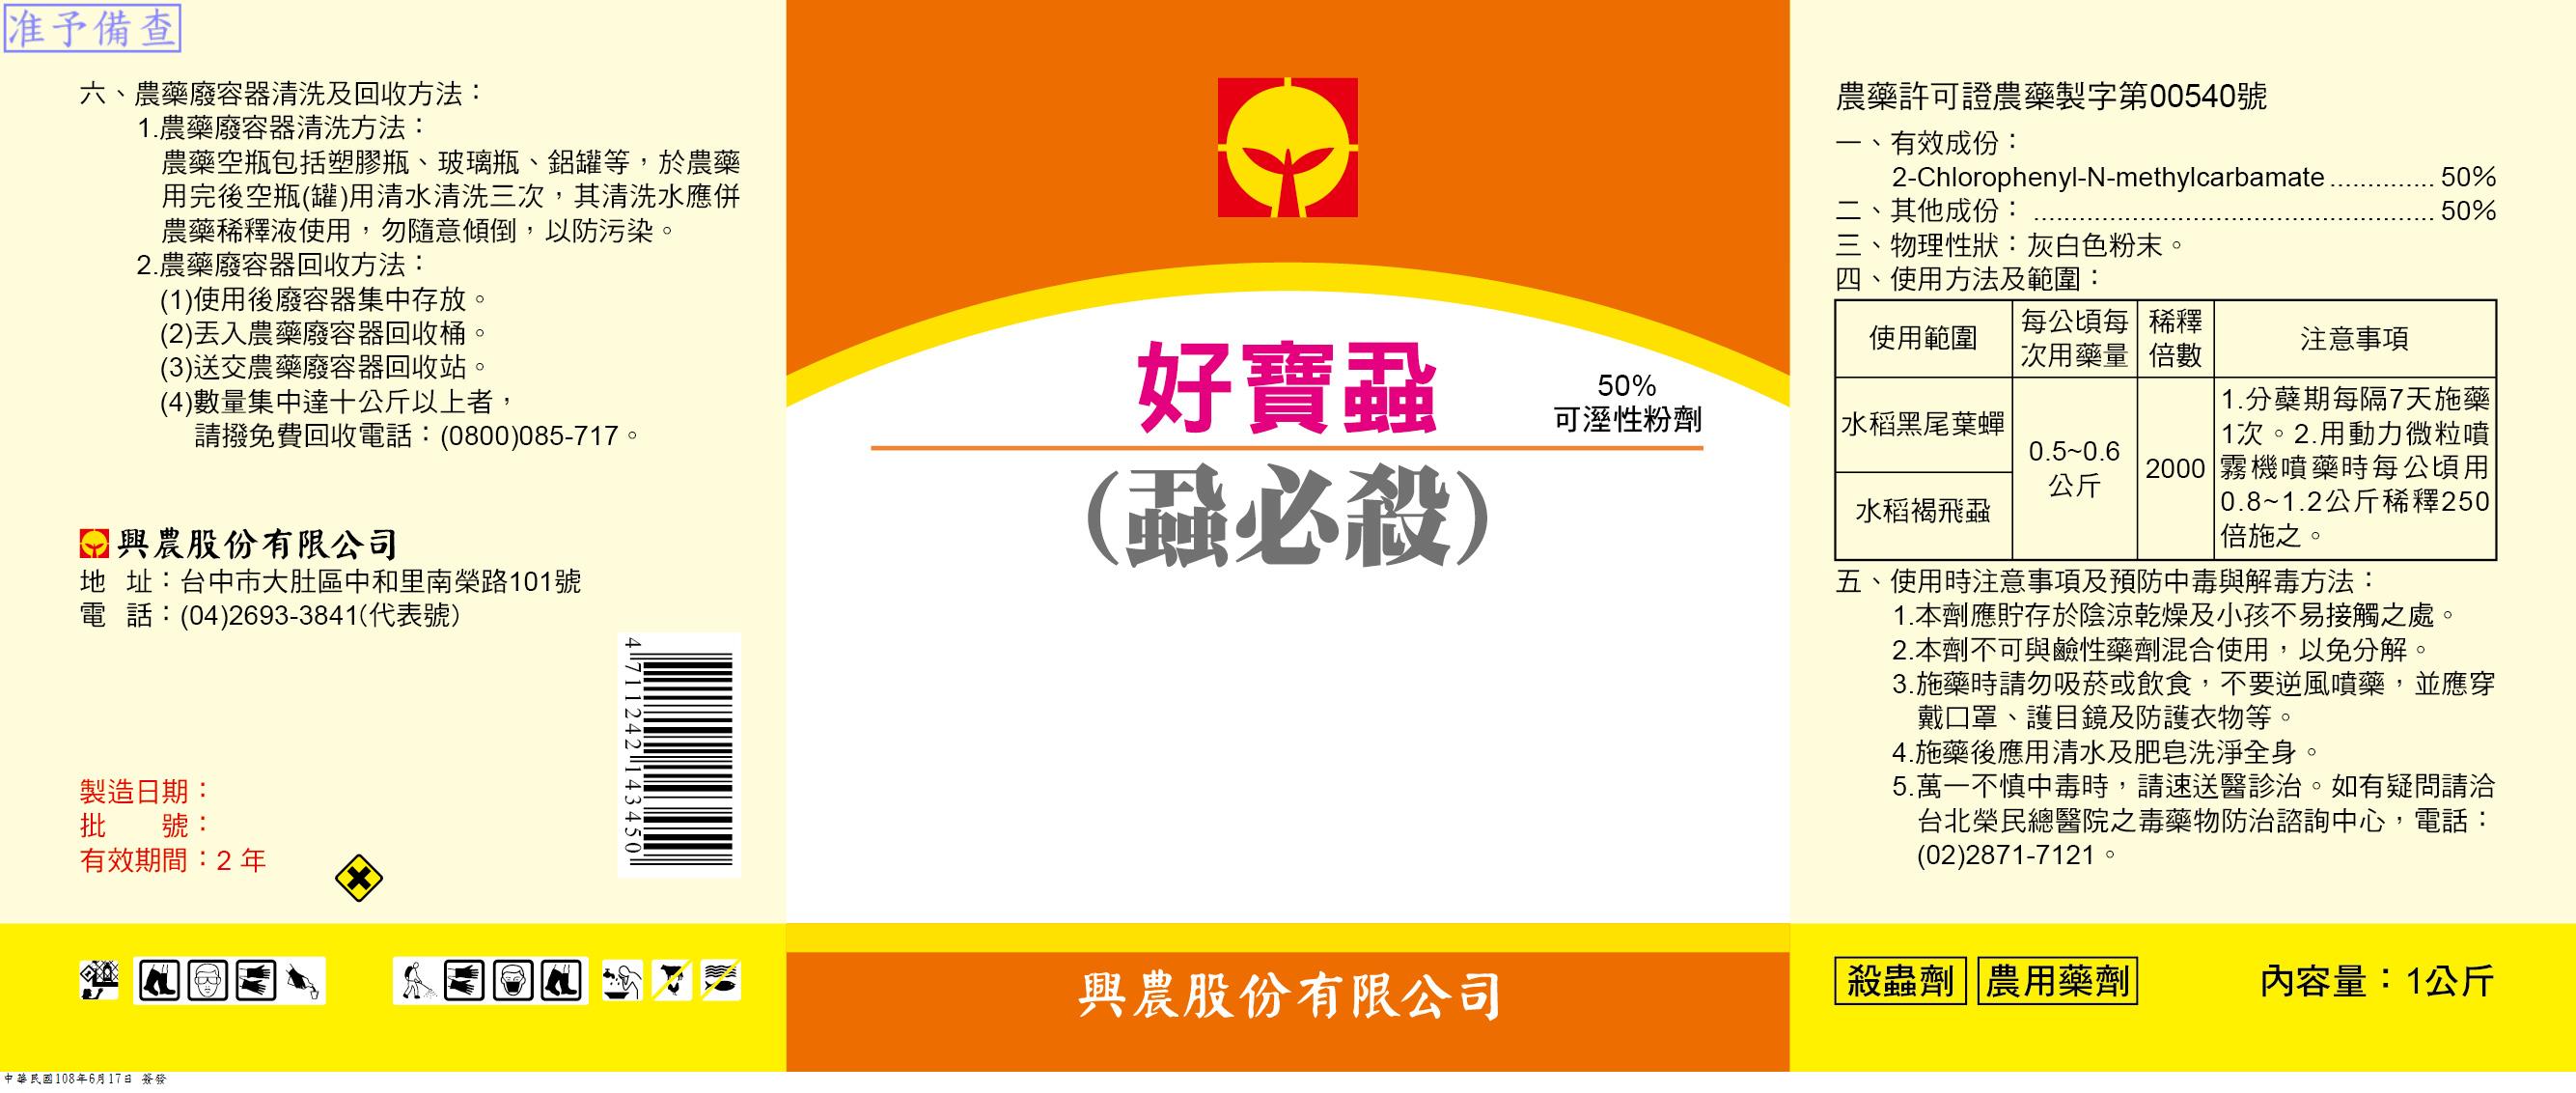 准予備查
六、農藥廢容器清洗及回收方法：
1.農藥廢容器清洗方法：
農藥空瓶包括塑膠瓶、玻璃瓶、鋁罐等，於農藥
用完後空瓶(罐)用清水清洗三次，其清洗水應併
農藥稀釋液使用，勿隨意傾倒，以防污染。
2.農藥廢容器回收方法：
(1)使用後廢容器集中存放。
(2)丟入農藥廢容器回收桶。
(3)送交農藥廢容器回收站。
(4)數量集中達十公斤以上者，
請撥免費回收電話：(0800)085-717。
興農股份有限公司
地 址：台中市大肚區中和里南榮路101號
電 話：(04)2693-3841(代表號)
4711242143450
製造日期：
批 號：
有效期間：2 年
中華民國108年6月17日 簽發
好寶蝨
50%
可溼性粉劑
(蝨必殺)
興農股份有限公司
農藥許可證農藥製字第00540號
一、有效成份：
2-Chlorophenyl-N-methylcarbamate.............. 50%
二、其他成份：.................................................... 50%
三、物理性狀：灰白色粉末。
四、使用方法及範圍：
使用範圍
每公頃每
次用藥量
稀釋
倍數
注意事項
水稻黑尾葉蟬
水稻褐飛蝨
0.5~0.6
公斤
2000
1.分蘗期每隔7天施藥
1次。2.用動力微粒噴
霧機噴藥時每公頃用
0.8~1.2公斤稀釋250
倍施之。
五、使用時注意事項及預防中毒與解毒方法：
1.本劑應貯存於陰涼乾燥及小孩不易接觸之處。
2.本劑不可與鹼性藥劑混合使用，以免分解。
3.施藥時請勿吸菸或飲食，不要逆風噴藥，並應穿
戴口罩、護目鏡及防護衣物等。
4.施藥後應用清水及肥皂洗淨全身。
5.萬一不慎中毒時，請速送醫診治。如有疑問請洽
台北榮民總醫院之毒藥物防治諮詢中心，電話：
(02)2871-7121。
殺蟲劑
農用藥劑
內容量：1公斤